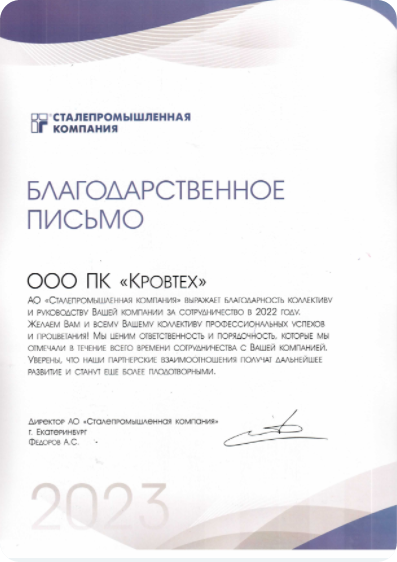 СТАЛЕПРОМЫШЛЕННАЯ
КОМПАНИЯ
БЛАГОДАРСТВЕННОЕ
ПИСЬМО
ООО ПК «КРОВТЕХ»
АО «СТАЛЕПРОМЫШЛЕННАЯ КОМПАНИЯ» ВЫРАЖАЕТ БЛАГОДАРНОСТЬ КОЛЛЕКТИВУ
И РУКОВОДСТВУ ВАШЕЙ КОМПАНИИ ЗА СОТРУДНИЧЕСТВО В 2022 ГОДУ.
ЖЕЛАЕМ ВАМ И ВСЕМУ ВАШЕМУ КОЛЛЕКТИВУ ПРОФЕССИОНАЛЬНЫХ УСПЕХОВ
И ПРОЦВЕТАНИЯ! МЫ ЦЕНИМ ОТВЕТСТВЕННОСТЬ И ПОРЯДОЧНОСТЬ, КОТОРЫЕ МЫ
ОТМЕЧАЛИ В ТЕЧЕНИЕ ВСЕГО ВРЕМЕНИ СОТРУДНИЧЕСТВА С ВАШЕЙ КОМПАНИЕЙ.
УВЕРЕНЫ, ЧТО НАШИ ПАРТНЕРСКИЕ ВЗАИМООТНОШЕНИЯ ПОЛУЧАТ ДАЛЬНЕЙШЕЕ
РАЗВИТИЕ И СТАНУТ ЕЩЕ БОЛЕЕ ПЛОДОТВОРНЫМИ.
ДИРЕКТОР АО «СТАЛЕПРОМЫШЛЕННАЯ КОМПАНИЯ»
Г. ЕКАТЕРИНБУРГ
ФЕДОРОВ А.С.
2023